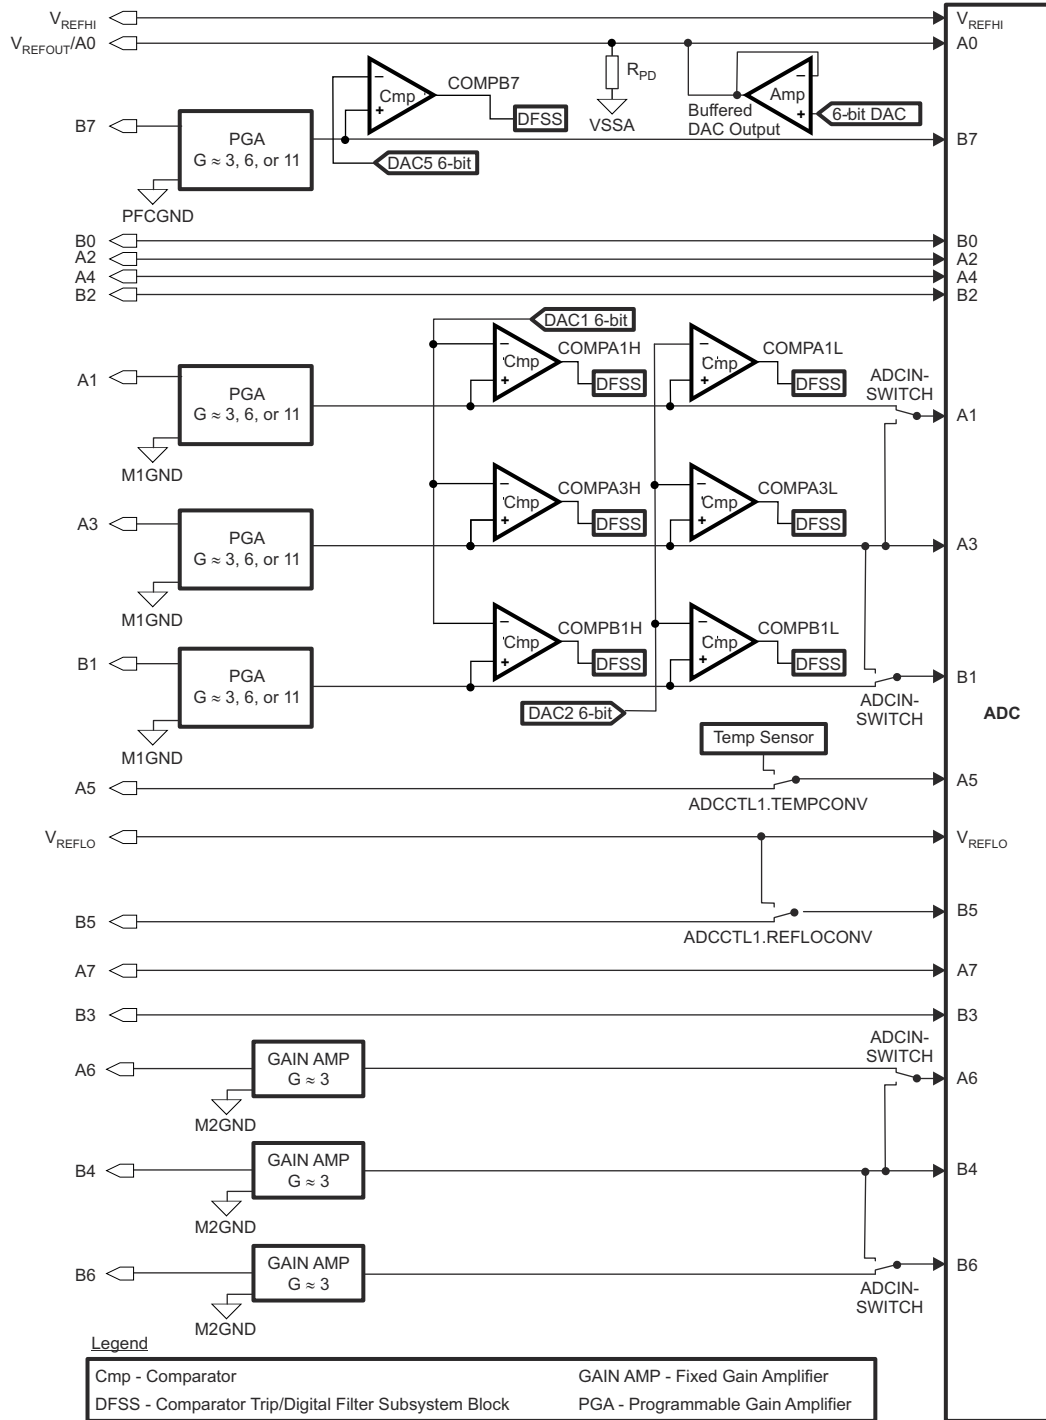 VREFHI
VREFHI
VREFOUT/A0
A0
RPD
VSSA
Cmp
COMPB7
DFSS
Amp
Buffered
DAC Output
6-bit DAC
B7
PGA
G ≈ 3, 6, or 11
DAC5 6-bit
B7
PFCGND
B0
B0
A2
A2
A4
A4
B2
B2
DAC1 6-bit
A1
PGA
G ≈ 3, 6, or 11
M1GND
Cmp
COMPA1H
DFSS
Cmp
COMPA1L
DFSS
ADCIN-
SWITCH
A1
A3
PGA
G ≈ 3, 6, or 11
M1GND
Cmp
COMPA3H
DFSS
Cmp
COMPA3L
DFSS
A3
B1
PGA
G ≈ 3, 6, or 11
M1GND
Cmp
COMPB1H
DFSS
Cmp
COMPB1L
DFSS
B1
ADCIN-
SWITCH
DAC2 6-bit
ADC
Temp Sensor
A5
A5
ADCCTL1.TEMPCONV
VREFLO
VREFLO
B5
B5
ADCCTL1.REFLOCONV
A7
A7
B3
B3
A6
GAIN AMP
G ≈ 3
M2GND
ADCIN-
SWITCH
A6
B4
GAIN AMP
G ≈ 3
M2GND
B4
B6
GAIN AMP
G ≈ 3
M2GND
B6
ADCIN-
SWITCH
Legend
Cmp - Comparator
GAIN AMP - Fixed Gain Amplifier
DFSS - Comparator Trip/Digital Filter Subsystem Block
PGA - Programmable Gain Amplifier